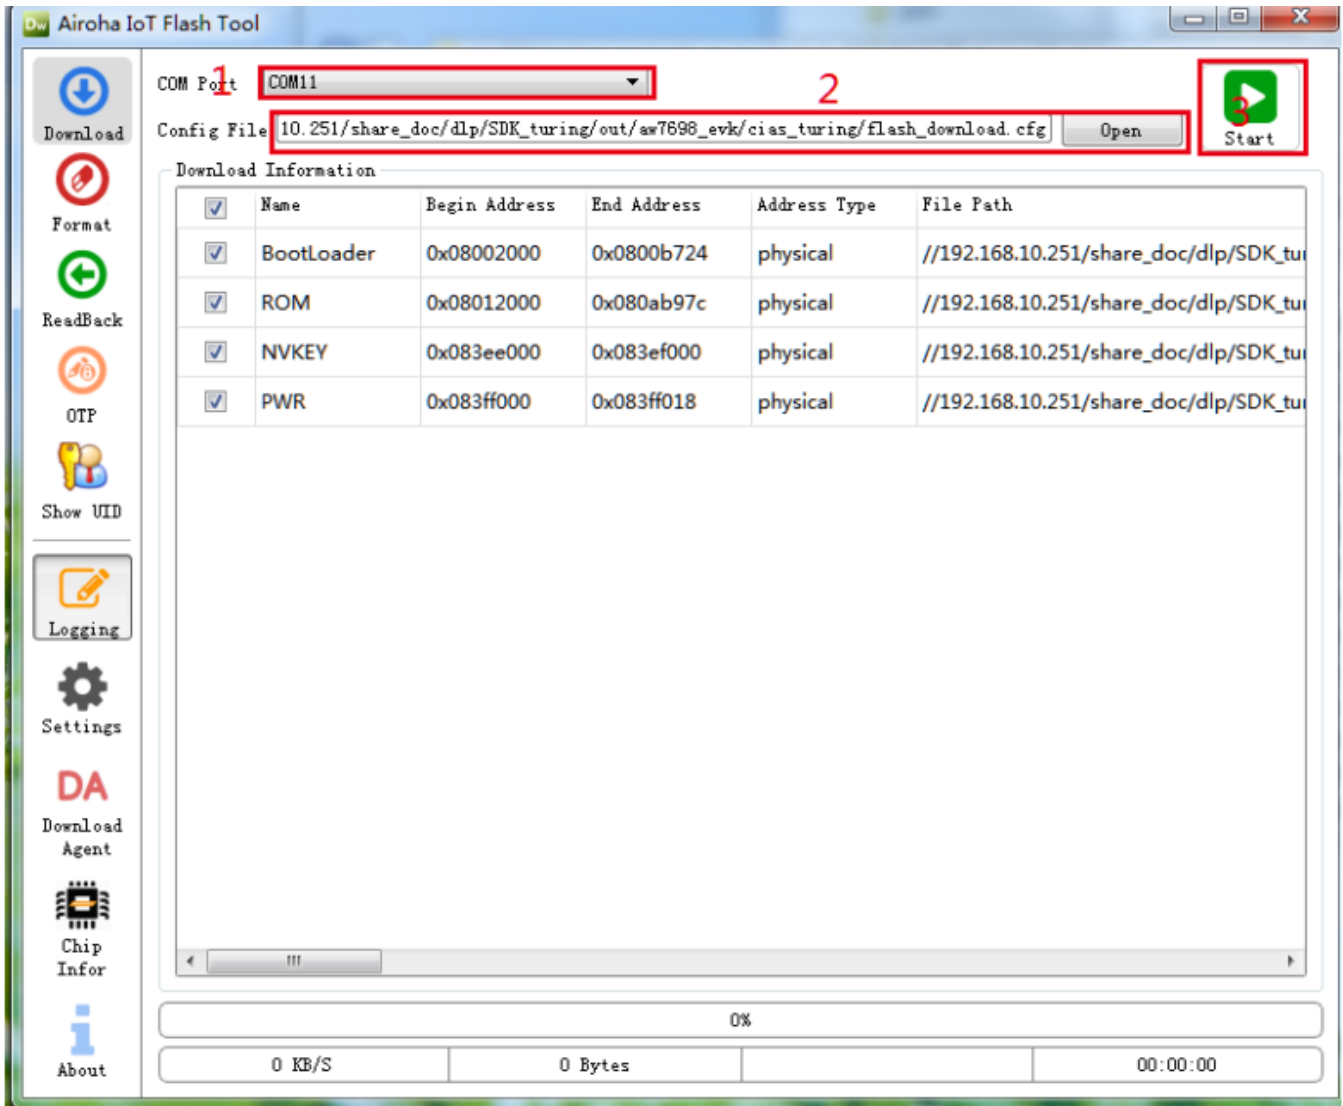 Dw Airoha IoT Flash Tool
COM Port 1 COM11 2
Config File 10.251/share_doc/dlp/SDK_turing/out/aw7698_evk/cias_turing/flash_download.cfg Open 3 Start
Download
Format
ReadBack
OTP
Show UID
Logging
Settings
DA
Download
Agent
Chip
Infor
About
Download Information
Name Begin Address End Address Address Type File Path
BootLoader 0x08002000 0x0800b724 physical //192.168.10.251/share_doc/dlp/SDK_tu
ROM 0x08012000 0x080ab97c physical //192.168.10.251/share_doc/dlp/SDK_tu
NVKEY 0x083ee000 0x083ef000 physical //192.168.10.251/share_doc/dlp/SDK_tu
PWR 0x083ff000 0x083ff018 physical //192.168.10.251/share_doc/dlp/SDK_tu
0%
0 KB/S 0 Bytes 00:00:00